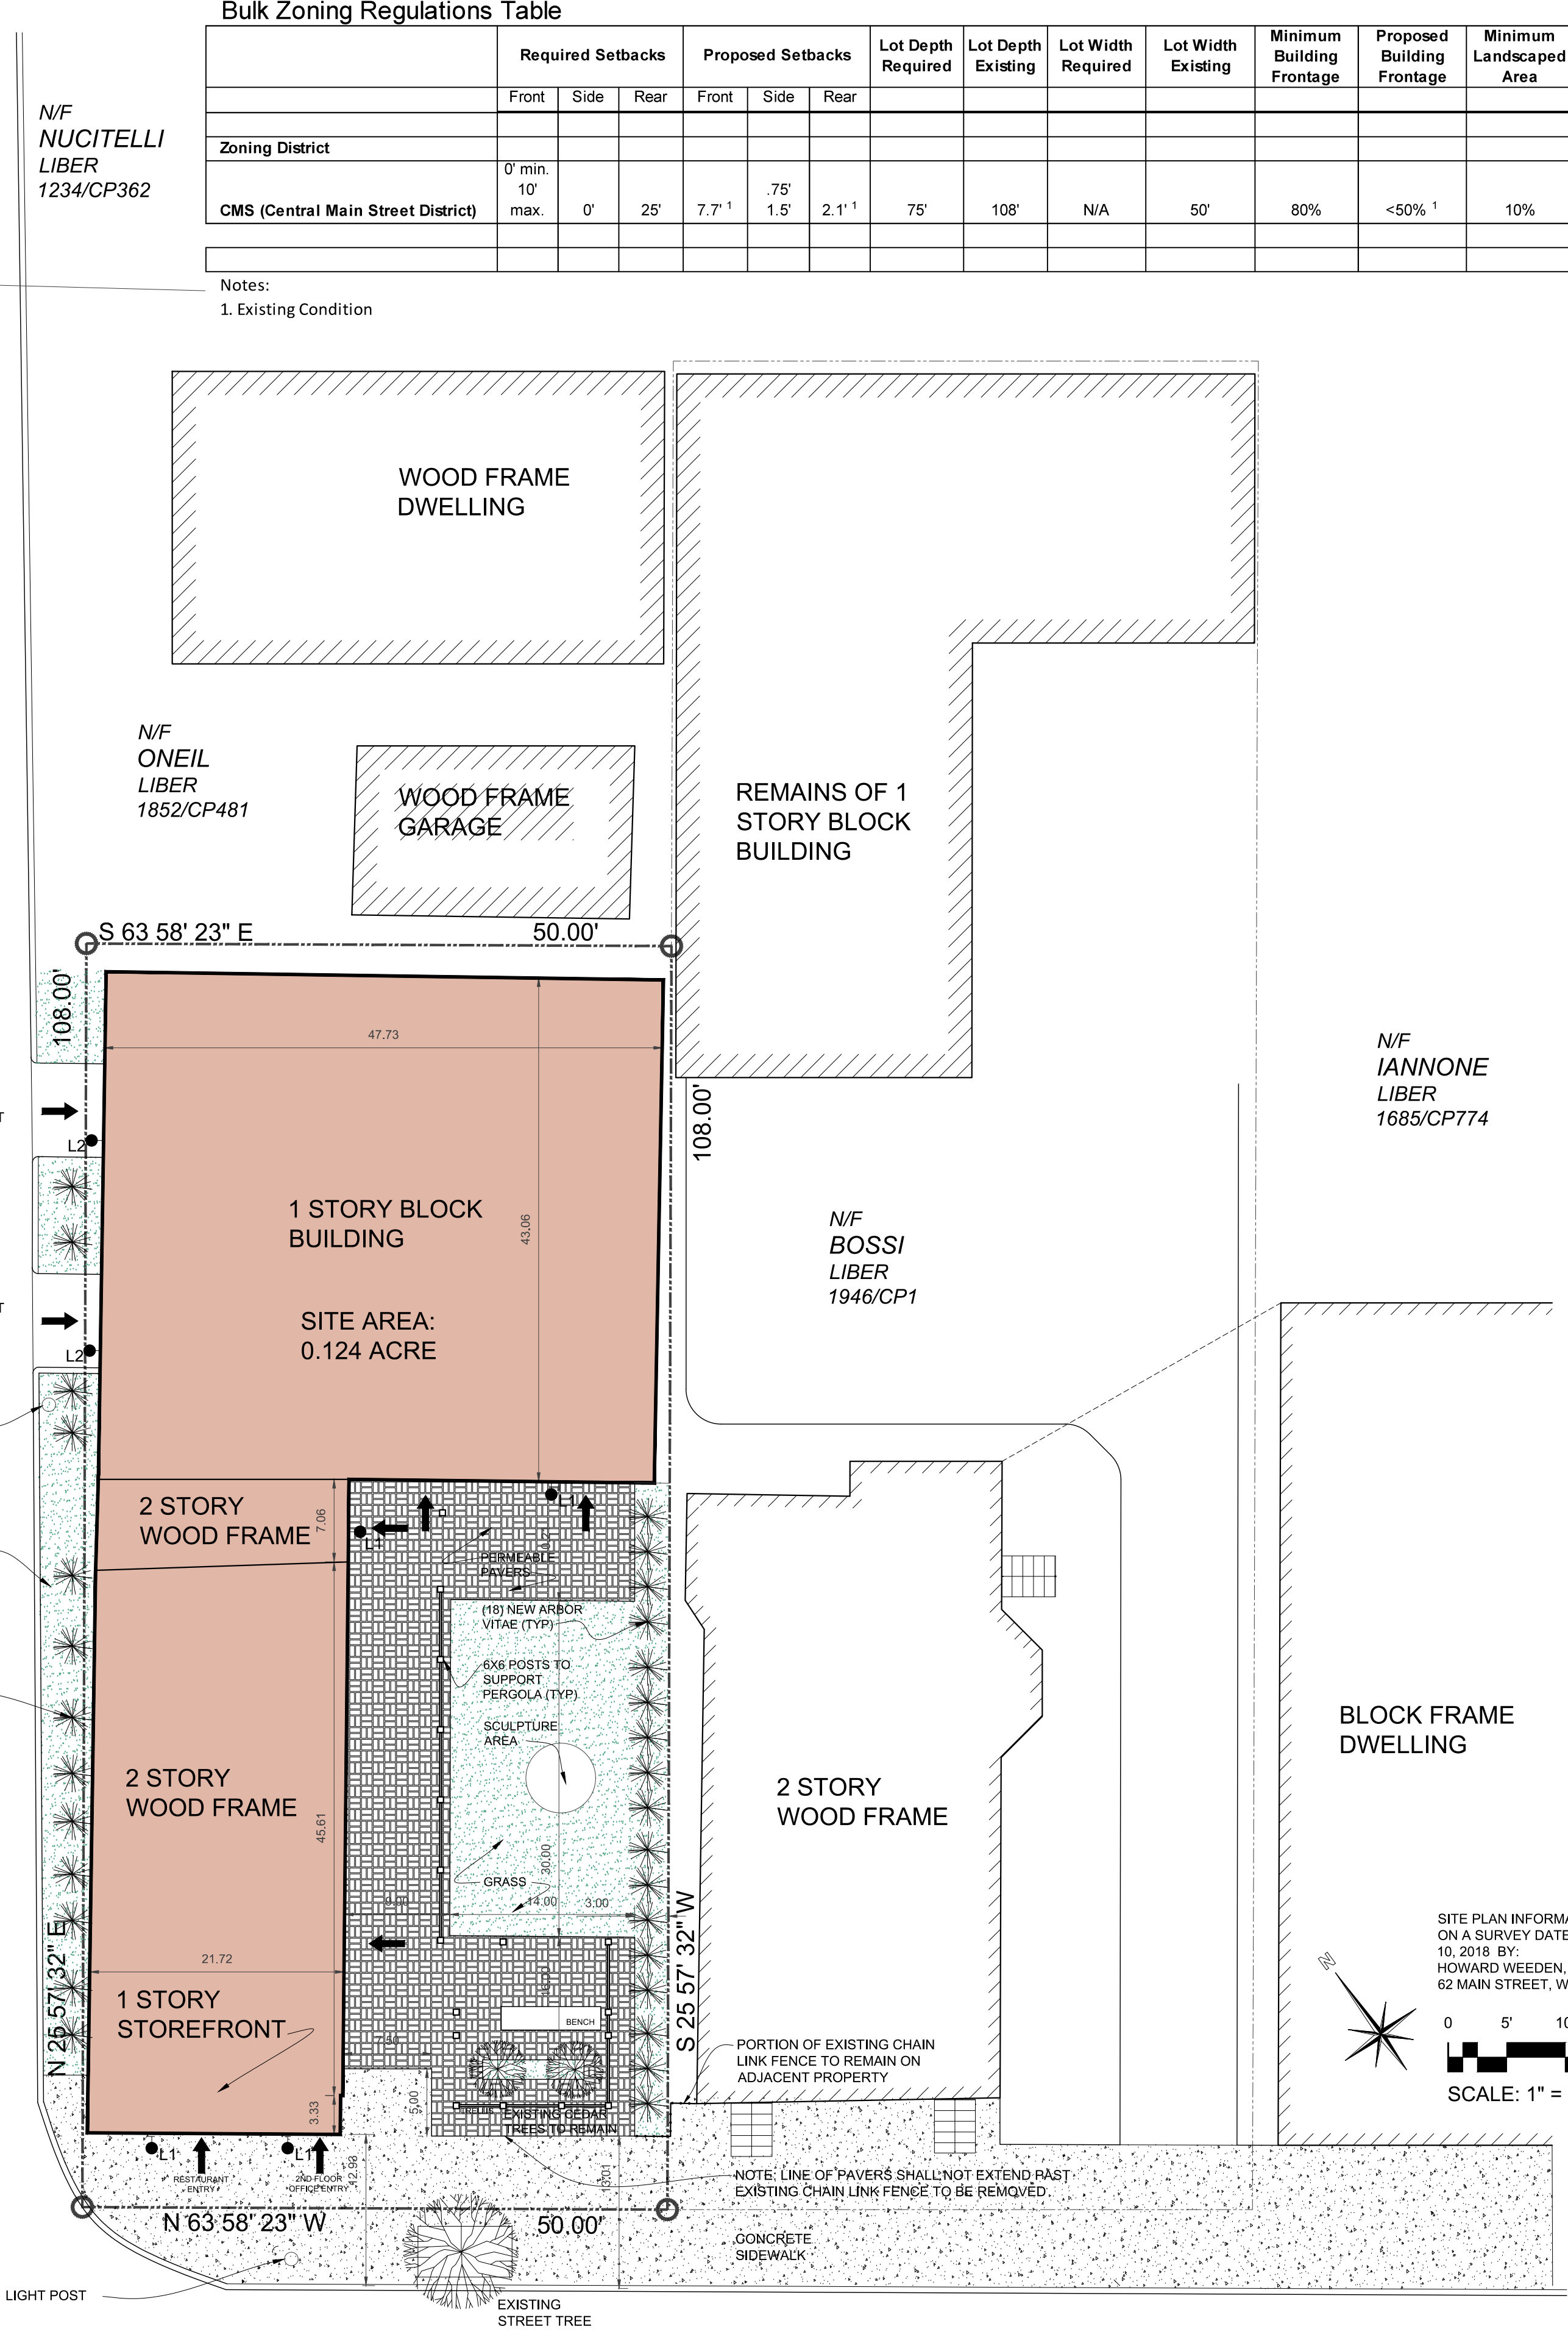 Bulk Zoning Regulations Table
Required Setbacks Proposed Setbacks Lot Depth Required Lot Depth Existing Lot Width Required Lot Width Existing Minimum Building Frontage Proposed Building Frontage Minimum Landscaped Area
Front Side Rear Front Side Rear
Zoning District
CMS (Central Main Street District) 0' min. 10' max. 0' 25' 7.7' 1 .75' 1.5' 2.1' 1 75' 108' N/A 50' 80% <50% 1 10%
Notes:
1. Existing Condition
N/F
NUCITELLI
LIBER
1234/CP362
WOOD FRAME
DWELLING
N/F
ONEIL
LIBER
1852/CP481
WOOD FRAME
GARAGE
REMAINS OF 1
STORY BLOCK
BUILDING
S 63 58' 23" E
50.00'
108.00'
47.73
43.06
108.00'
N/F
IANNONE
LIBER
1685/CP774
T
L2
1 STORY BLOCK
BUILDING
N/F
BOSSI
LIBER
1946/CP1
SITE AREA:
0.124 ACRE
T
L2
2 STORY
WOOD FRAME
7.06
L1
L1
PERMEABLE
PAVERS
(18) NEW ARBOR
VITAE (TYP)
6X6 POSTS TO
SUPPORT
PERGOLA (TYP)
SCULPTURE
AREA
BLOCK FRAME
DWELLING
2 STORY
WOOD FRAME
45.61
2 STORY
WOOD FRAME
30.00
GRASS
9.00
14.00
3.00
N 25 57' 32" E
S 25 57' 32" W
21.72
1 STORY
STOREFRONT
16.00
BENCH
7.50
SITE PLAN INFORMA
ON A SURVEY DATE
10, 2018 BY:
HOWARD WEEDEN,
62 MAIN STREET, W
N
0 5' 10
SCALE: 1" =
PORTION OF EXISTING CHAIN
LINK FENCE TO REMAIN ON
ADJACENT PROPERTY
3.33
5.00
TRELLIS
EXISTING CEDAR
TREES TO REMAIN
L1
L1
RESTAURANT
ENTRY
2ND FLOOR
OFFICE ENTRY
12.93
13.01
NOTE: LINE OF PAVERS SHALL NOT EXTEND PAST
EXISTING CHAIN LINK FENCE TO BE REMOVED.
N 63 58' 23" W
50.00'
CONCRETE
SIDEWALK
LIGHT POST
EXISTING
STREET TREE